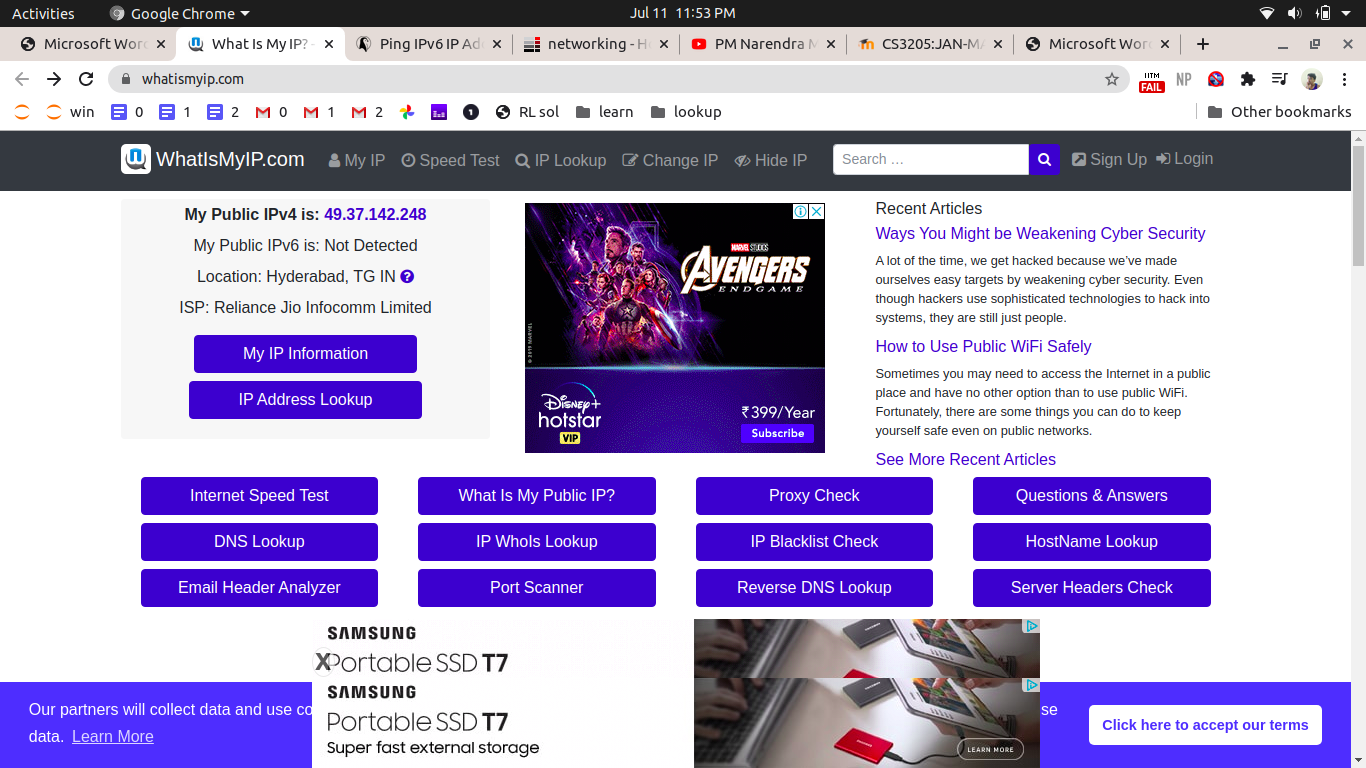 Activities
Google Chrome
Jul 11 11:53 PM
Microsoft Word
What Is My IP? -
Ping IPv6 IP Ad
networking - H
PM Narendra M
CS3205:JAN-MA
Microsoft Word
whatismyip.com
IITM
FAIL
NP
win
0
1
2
0
1
2
1
RL sol
learn
lookup
Other bookmarks
WhatIsMyIP.com
My IP
Speed Test
IP Lookup
Change IP
Hide IP
Search …
Sign Up
Login
My Public IPv4 is: 49.37.142.248
My Public IPv6 is: Not Detected
Location: Hyderabad, TG IN
ISP: Reliance Jio Infocomm Limited
My IP Information
IP Address Lookup
MARVEL STUDIOS
AVENGERS
ENDGAME
© 2019 MARVEL
Disney+
hotstar
VIP
₹399/Year
Subscribe
Recent Articles
Ways You Might be Weakening Cyber Security
A lot of the time, we get hacked because we've made
ourselves easy targets by weakening cyber security. Even
though hackers use sophisticated technologies to hack into
systems, they are still just people.
How to Use Public WiFi Safely
Sometimes you may need to access the Internet in a public
place and have no other option than to use public WiFi.
Fortunately, there are some things you can do to keep
yourself safe even on public networks.
See More Recent Articles
Internet Speed Test
What Is My Public IP?
Proxy Check
Questions & Answers
DNS Lookup
IP WhoIs Lookup
IP Blacklist Check
HostName Lookup
Email Header Analyzer
Port Scanner
Reverse DNS Lookup
Server Headers Check
SAMSUNG
X
Portable SSD T7
SAMSUNG
Portable SSD T7
Super fast external storage
LEARN MORE
Our partners will collect data and use co
se
data. Learn More
Click here to accept our terms